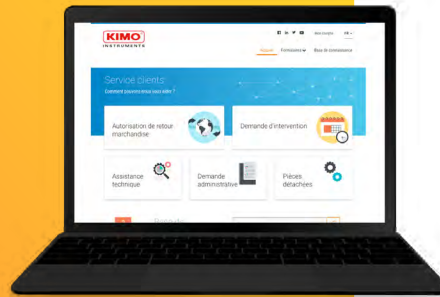 KIMO
INSTRUMENTS
Mon compte
FR
Accueil
Formulaires
Base de connaissance
Service clients
Comment pouvons-nous vous aider ?
Autorisation de retour
marchandise
Demande d'intervention
Assistance
technique
Demande
administrative
Pièces
détachées